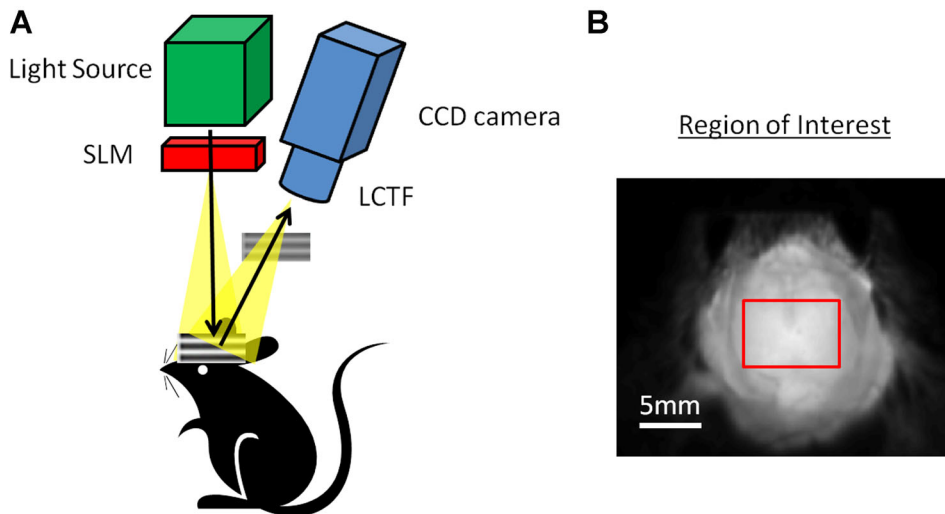 A
Light Source
SLM
CCD camera
LCTF
B
Region of Interest
5mm